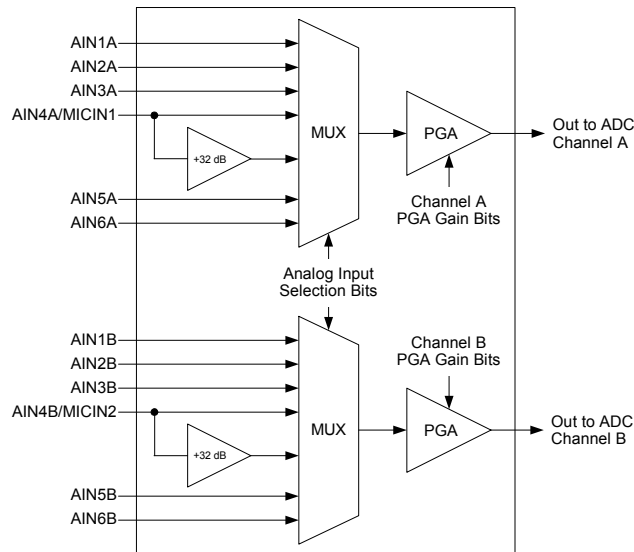 AIN1A
AIN2A
AIN3A
AIN4A/MICIN1
+32 dB
AIN5A
AIN6A
MUX
PGA
Out to ADC
Channel A
Channel A
PGA Gain Bits
Analog Input
Selection Bits
AIN1B
AIN2B
AIN3B
AIN4B/MICIN2
+32 dB
AIN5B
AIN6B
MUX
Channel B
PGA Gain Bits
PGA
Out to ADC
Channel B